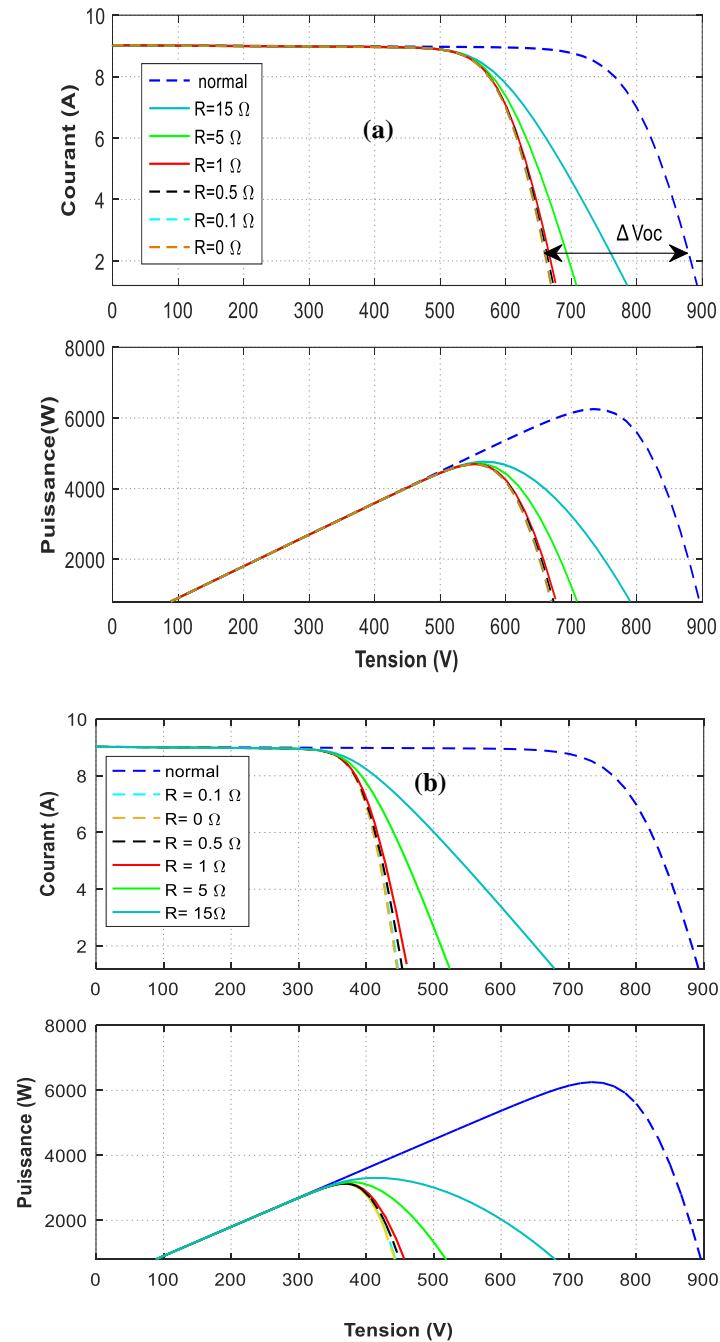 10
8
6
4
2
Courant (A)
normal
R=15 Ω
R=5 Ω
R=1 Ω
R=0.5 Ω
R=0.1 Ω
R=0 Ω
(a)
Δ Voc
0 100 200 300 400 500 600 700 800 900
8000
6000
4000
2000
Puissance(W)
0 100 200 300 400 500 600 700 800 900
Tension (V)
10
8
6
4
2
Courant (A)
normal
R = 0.1 Ω
R= 0 Ω
R = 0.5 Ω
R = 1 Ω
R = 5 Ω
R= 15Ω
(b)
0 100 200 300 400 500 600 700 800 900
8000
6000
4000
2000
Puissance (W)
0 100 200 300 400 500 600 700 800 900
Tension (V)